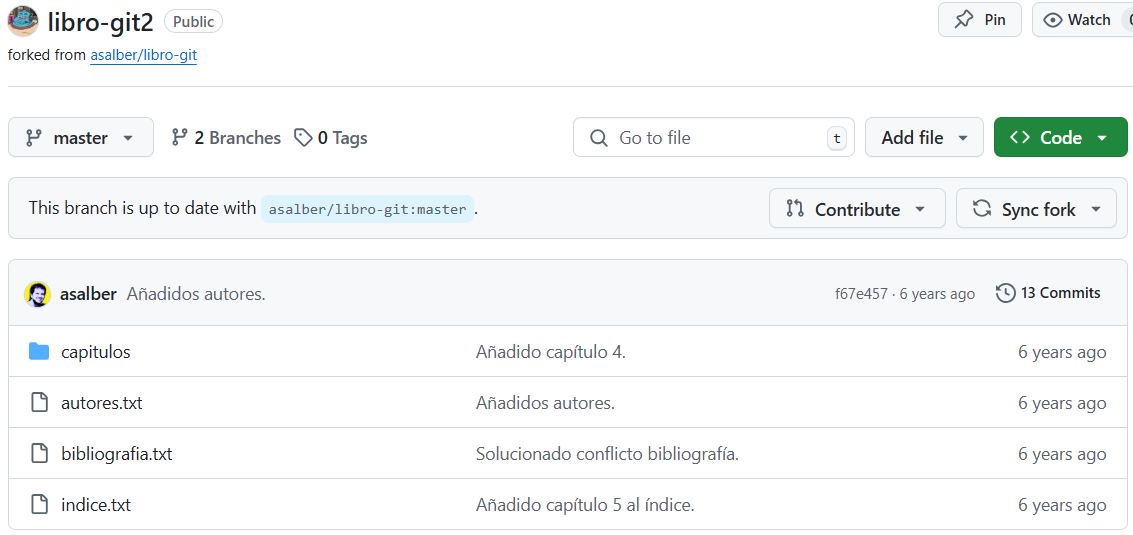 libro-git2 Public Pin Watch
forked from asalber/libro-git
master 2 Branches 0 Tags Go to file t Add file Code
This branch is up to date with asalber/libro-git:master. Contribute Sync fork
asalber Añadidos autores. f67e457 · 6 years ago 13 Commits
capitulos Añadido capítulo 4. 6 years ago
autores.txt Añadidos autores. 6 years ago
bibliografia.txt Solucionado conflicto bibliografía. 6 years ago
indice.txt Añadido capítulo 5 al índice. 6 years ago